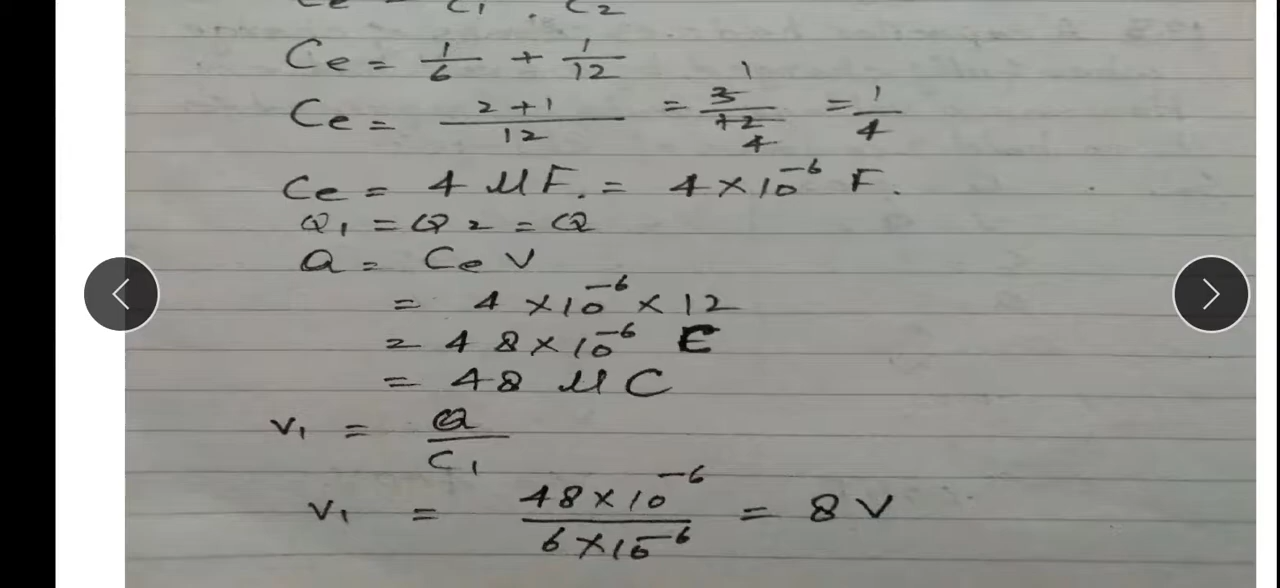 Ce = 1/6 + 1/12
Ce = 2+1/12 = 3/12 1/4 = 1/4
Ce = 4 μF. = 4×10⁻⁶ F.
Q₁ = Q₂ = Q
Q = Ce V
= 4 ×10⁻⁶ × 12
= 48×10⁻⁶ C
= 48 μC
V₁ = Q/C₁
V₁ = 48×10⁻⁶/6×10⁻⁶ = 8 V